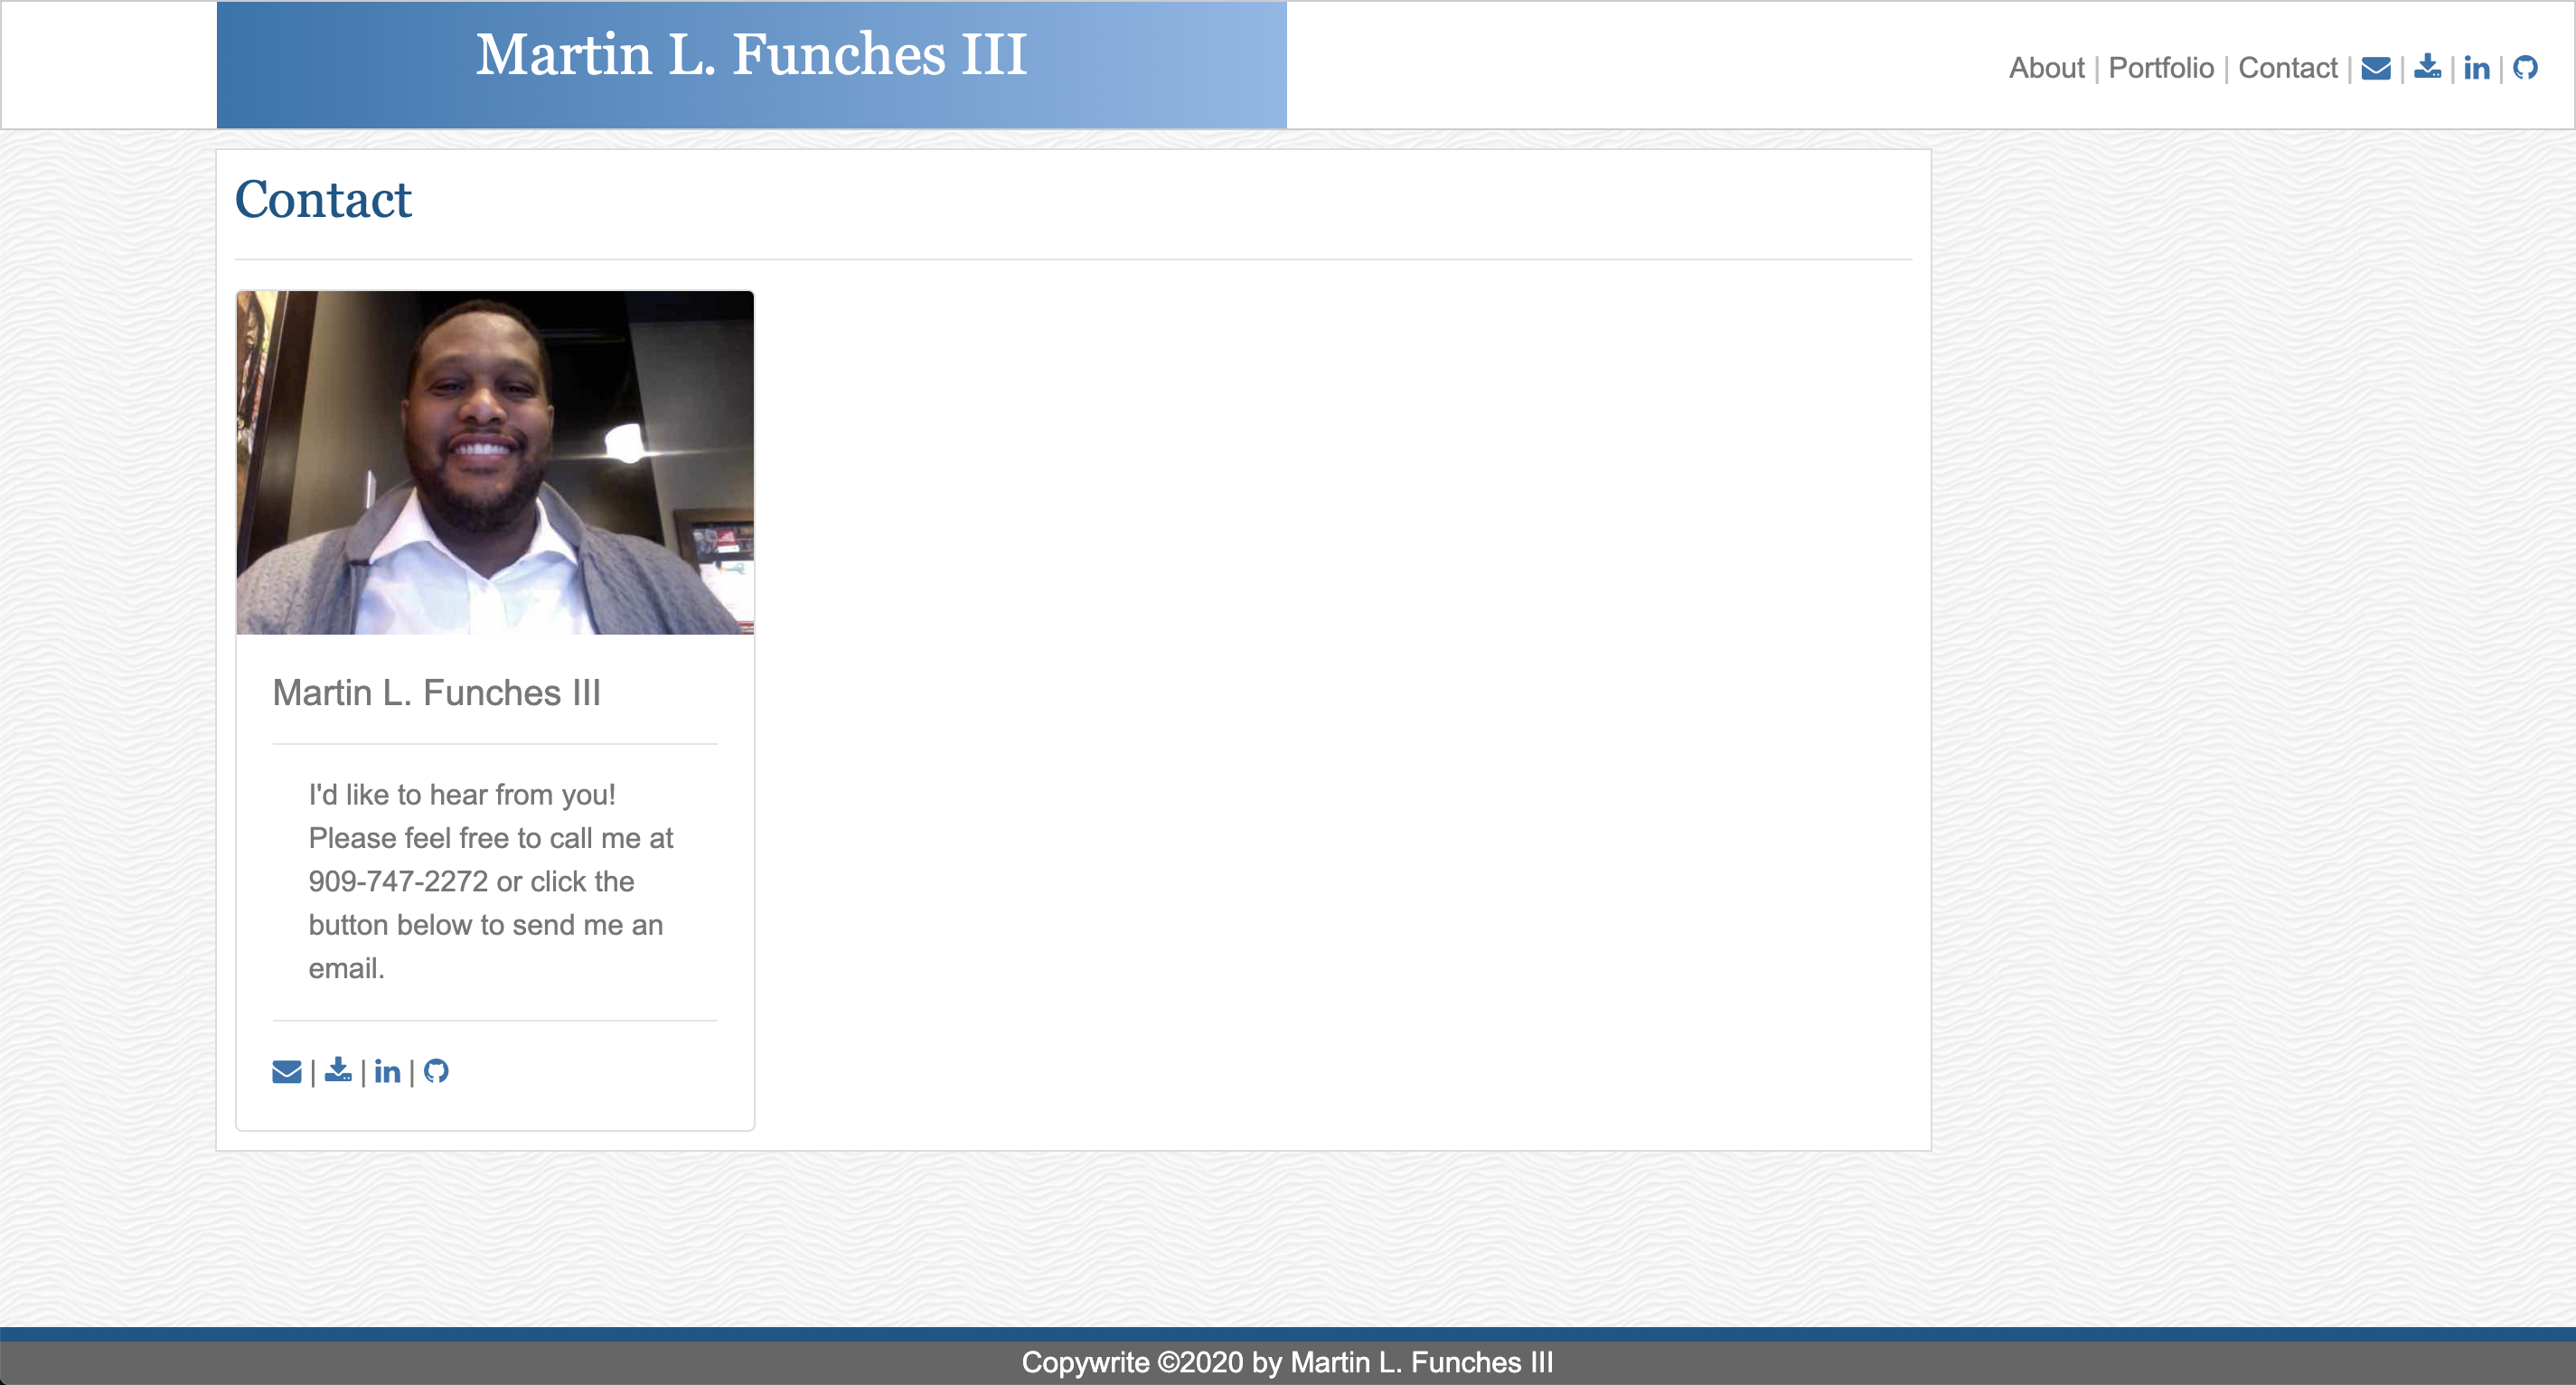 Martin L. Funches III
About | Portfolio | Contact | | | in |
Contact
Martin L. Funches III
I'd like to hear from you!
Please feel free to call me at
909-747-2272 or click the
button below to send me an
email.
| | in |
Copywrite ©2020 by Martin L. Funches III